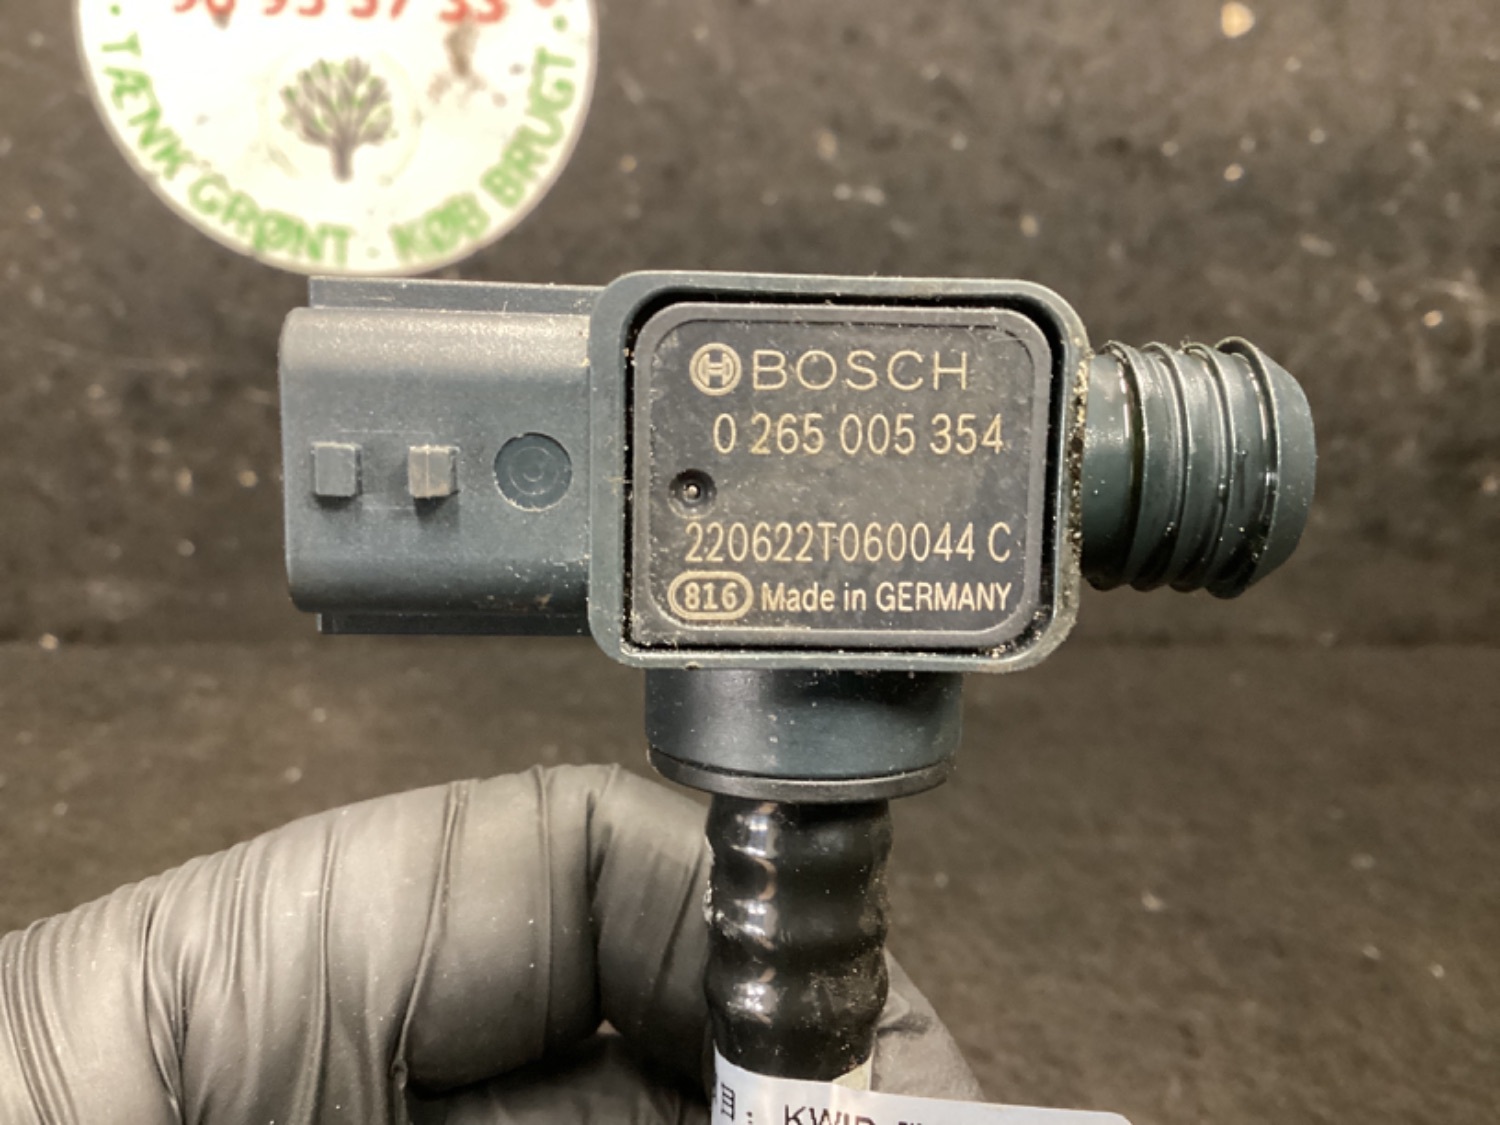 TÆNK GRØNT · KØB BRUGT
BOSCH
0 265 005 354
220622T060044 C
816 Made in GERMANY